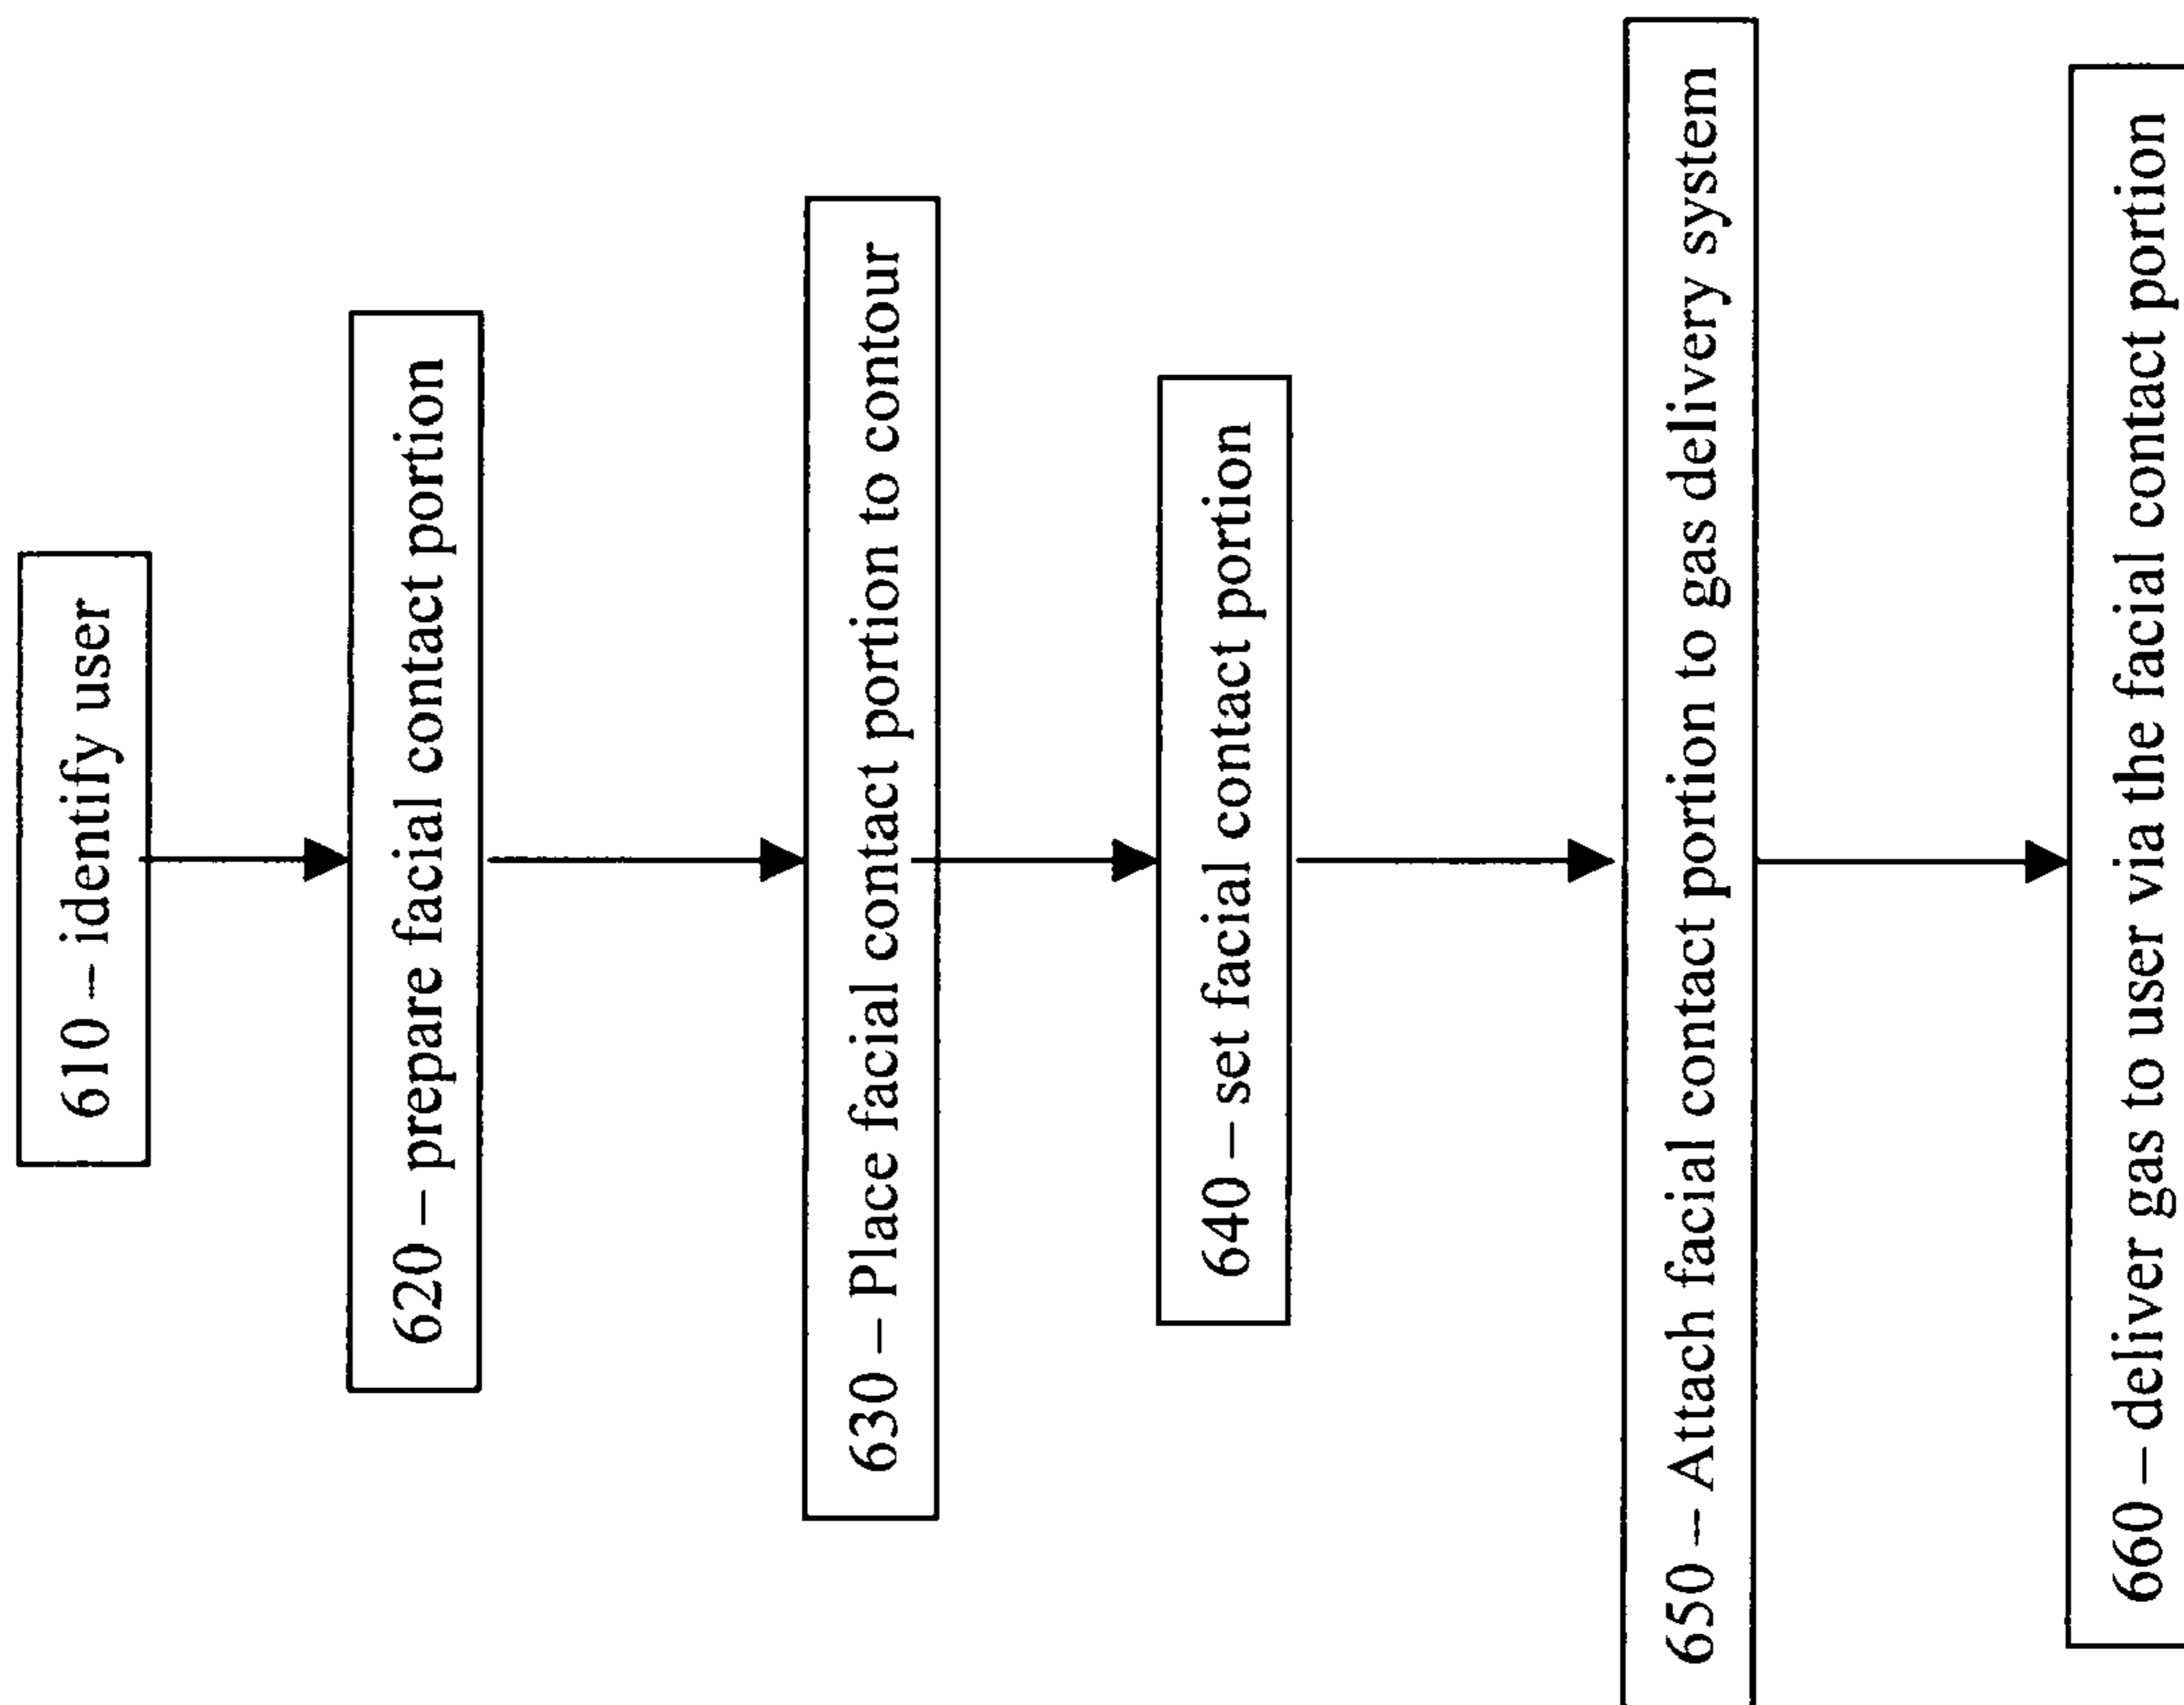 610 – identify user
620 – prepare facial contact portion
630 – Place facial contact portion to contour
640 – set facial contact portion
650 – Attach facial contact portion to gas delivery system
660 – deliver gas to user via the facial contact portion